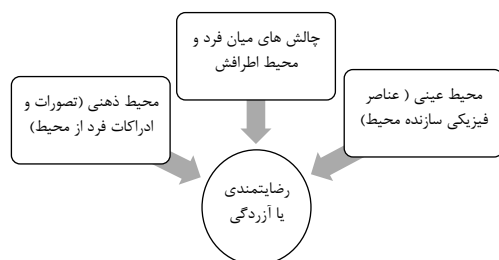 چالش های میان فرد و
محیط اطرافش
محیط عینی ( عناصر
فیزیکی سازنده محیط)
محیط ذهنی (تصورات و
ادراکات فرد از محیط)
رضایتمندی
یا آزردگی